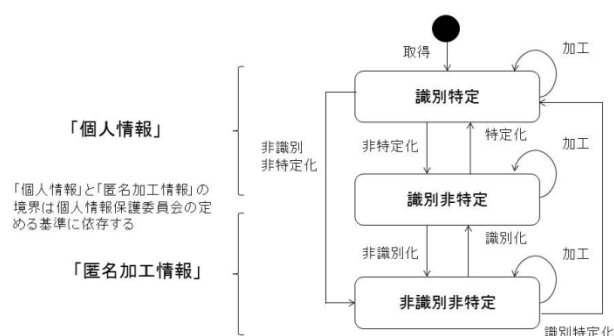 取得
加工
識別特定
「個人情報」
非識別
非特定化
非特定化
特定化
加工
「個人情報」と「匿名加工情報」の
境界は個人情報保護委員会の定
める基準に依存する
識別非特定
非識別化
識別化
加工
「匿名加工情報」
非識別非特定
識別特定化